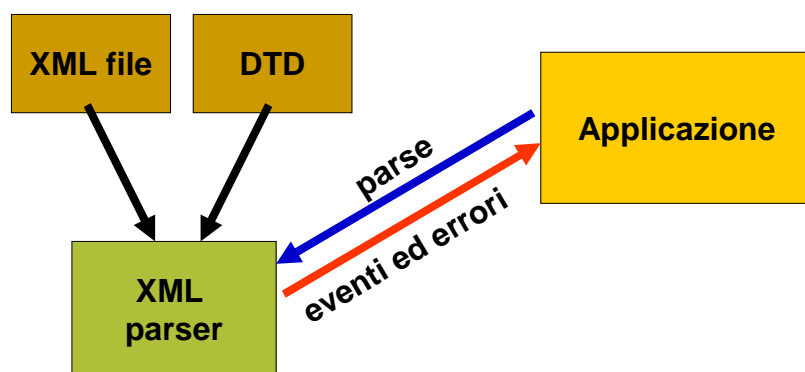 XML file
DTD
Applicazione
parse
eventi ed errori
XML
parser